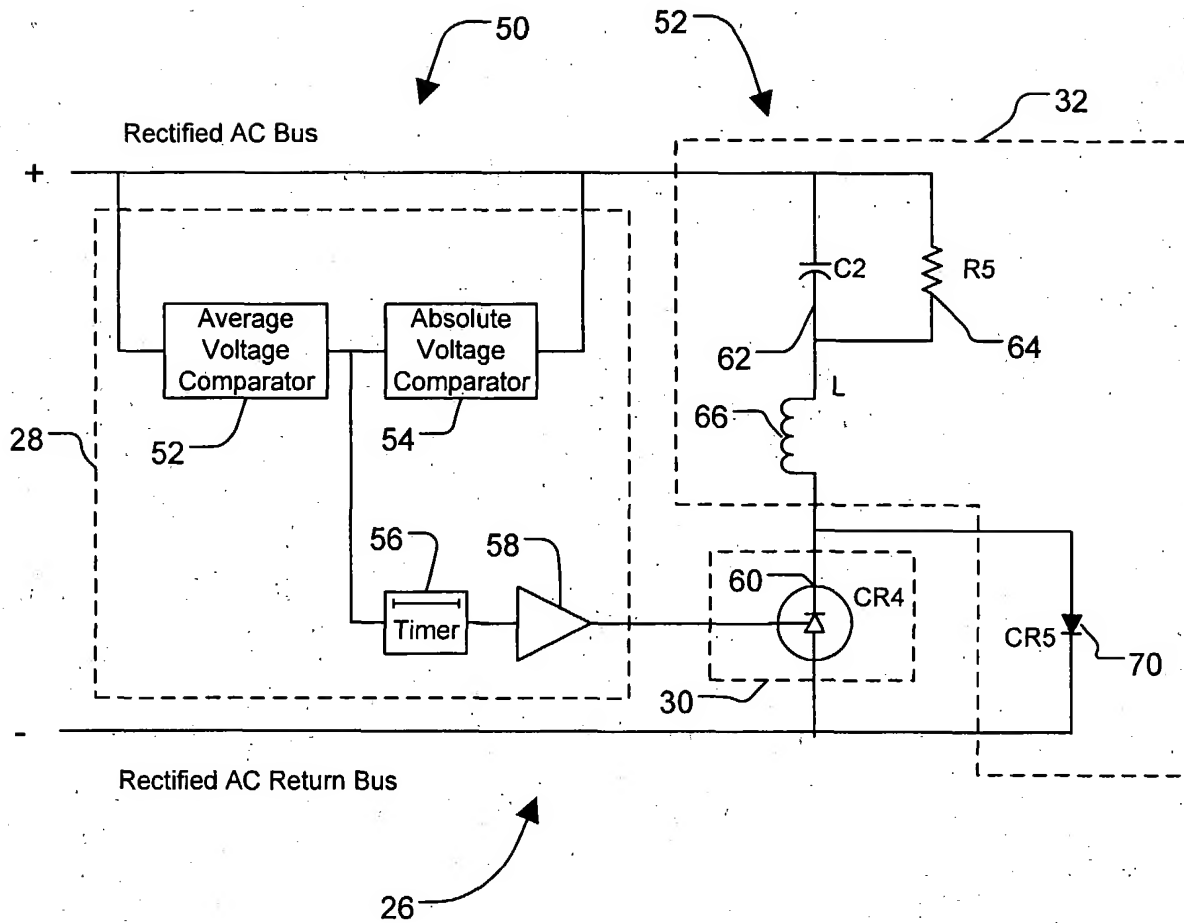 50
52
32
Rectified AC Bus
+
C2
R5
Average
Voltage
Comparator
Absolute
Voltage
Comparator
62
64
L
28
52
54
66
56
58
60
CR4
Timer
CR5
70
30
-
Rectified AC Return Bus
26